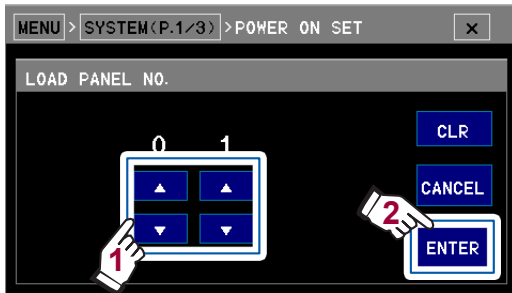 MENU > SYSTEM(P.1/3) > POWER ON SET ×
LOAD PANEL NO.
0 1
CLR
▲ ▲
CANCEL
2
▼ ▼
ENTER
1